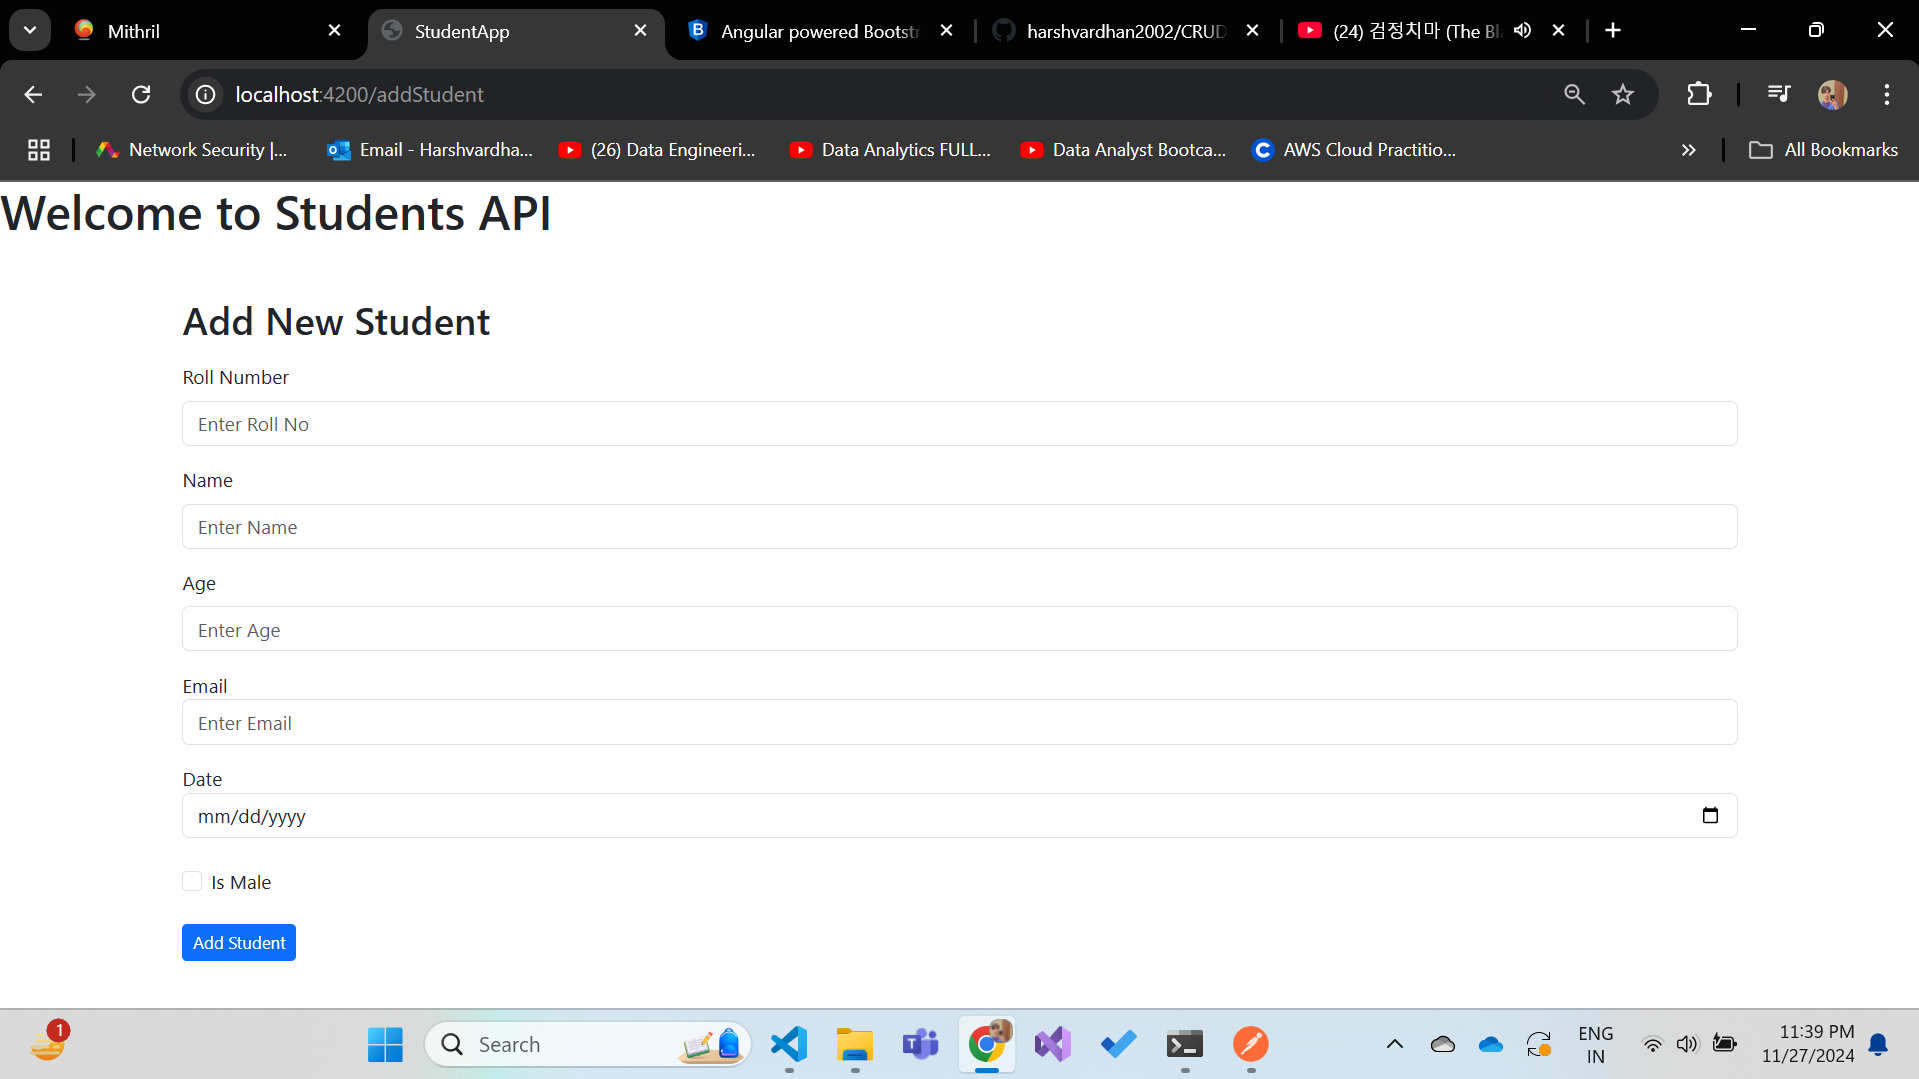 Mithril
StudentApp
Angular powered Bootstr
harshvardhan2002/CRUD
(24) 검정치마 (The Bla
localhost:4200/addStudent
Network Security |...
Email - Harshvardha...
(26) Data Engineeri...
Data Analytics FULL...
Data Analyst Bootca...
AWS Cloud Practitio...
All Bookmarks
Welcome to Students API
Add New Student
Roll Number
Enter Roll No
Name
Enter Name
Age
Enter Age
Email
Enter Email
Date
mm/dd/yyyy
Is Male
Add Student
1
Search
ENG
IN
11:39 PM
11/27/2024